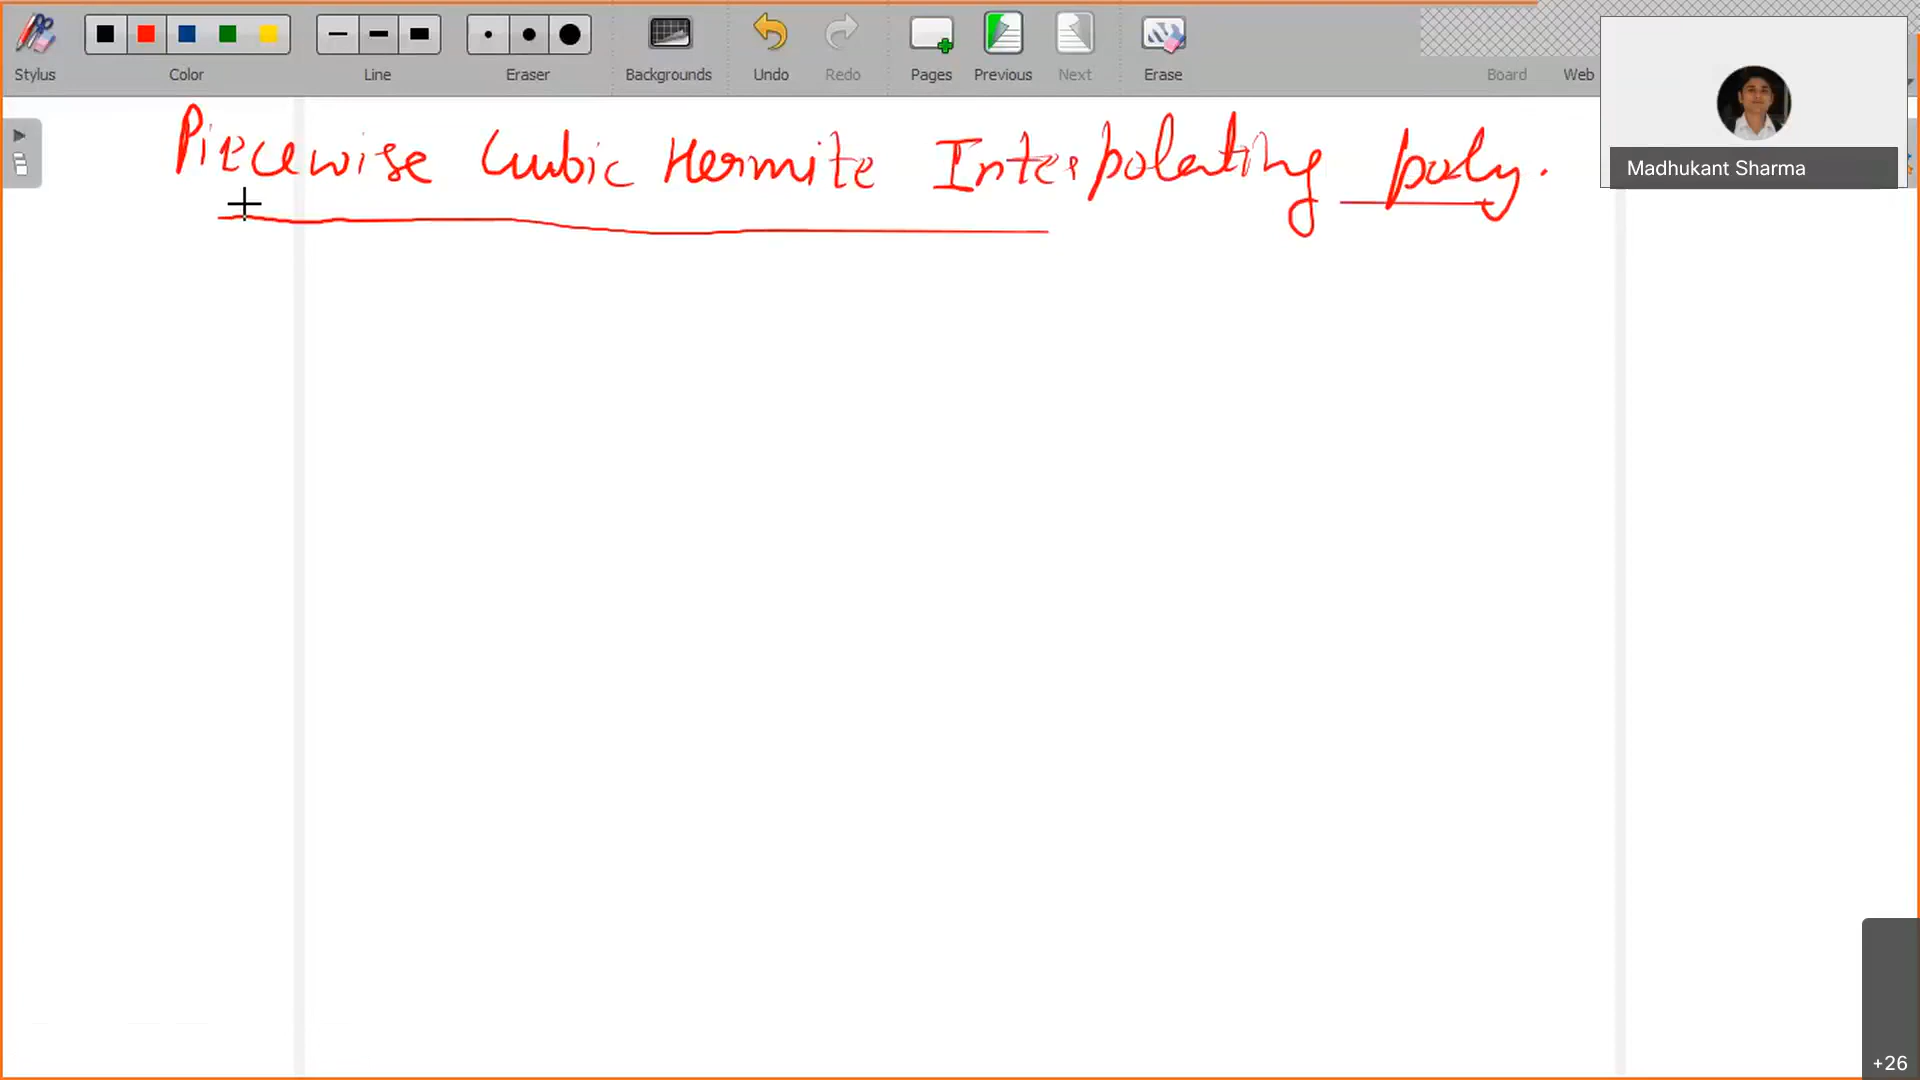 Stylus Color Line Eraser Backgrounds Undo Redo Pages Previous Next Erase Board Web
Madhukant Sharma
Piecewise Cubic Hermite Interpolating poly.
+26